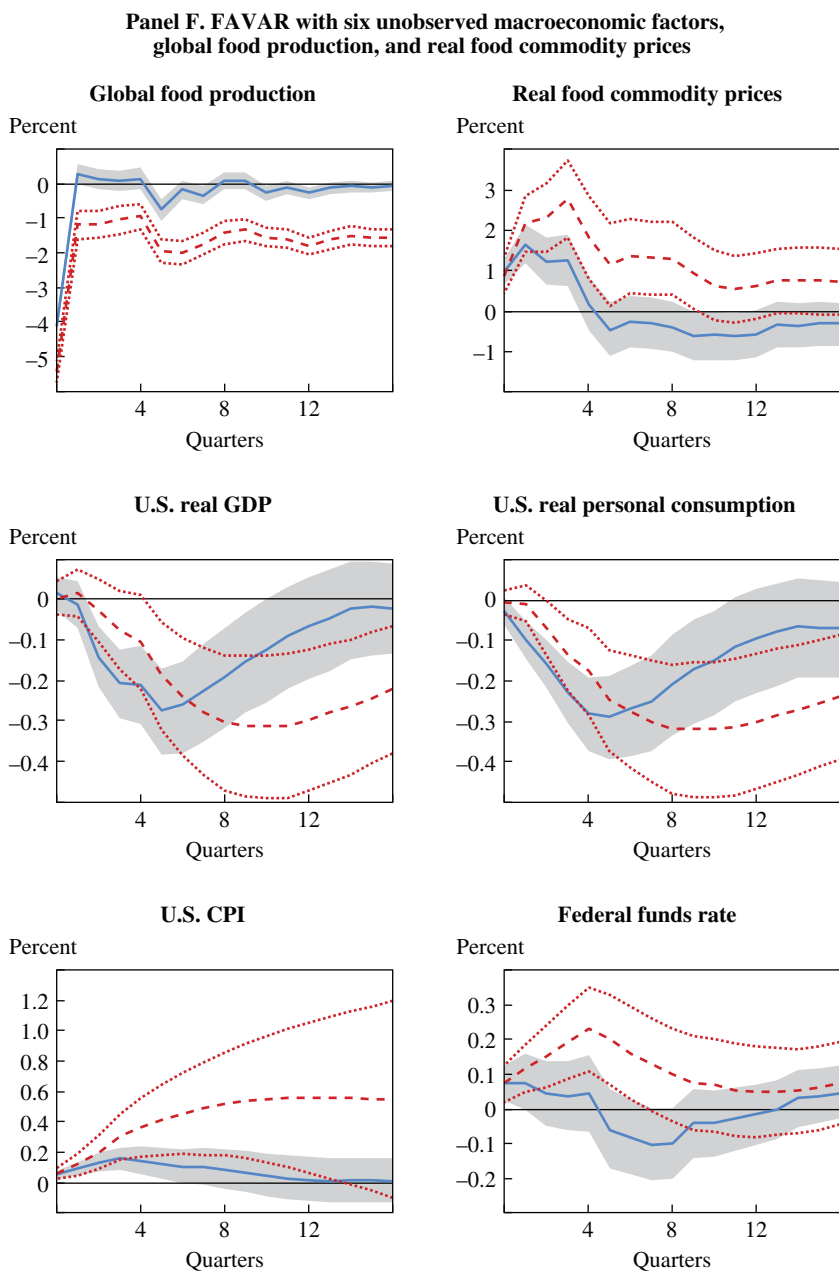 Panel F. FAVAR with six unobserved macroeconomic factors,
global food production, and real food commodity prices
Global food production
Percent
0
–1
–2
–3
–4
–5
4 8 12
Quarters
Real food commodity prices
3
2
1
0
–1
4 8 12
Quarters
U.S. real GDP
Percent
0
–0.1
–0.2
–0.3
–0.4
4 8 12
Quarters
U.S. real personal consumption
Percent
0
–0.1
–0.2
–0.3
–0.4
4 8 12
Quarters
U.S. CPI
Percent
1.2
1.0
0.8
0.6
0.4
0.2
0
4 8 12
Quarters
Federal funds rate
Percent
0.3
0.2
0.1
0
–0.1
–0.2
4 8 12
Quarters